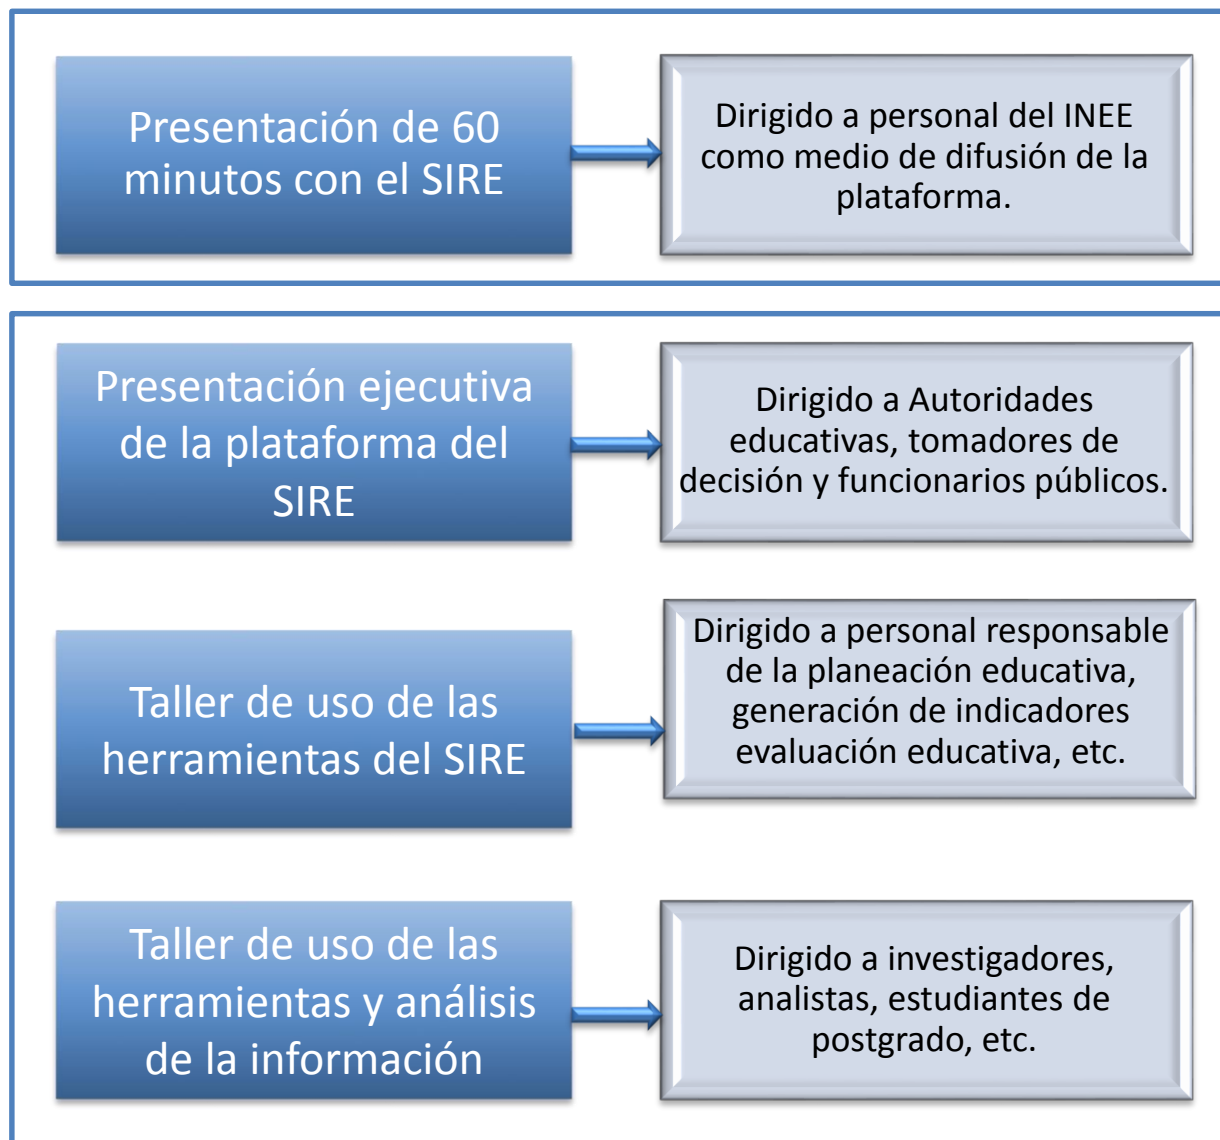 Presentación de 60
minutos con el SIRE
Dirigido a personal del INEE
como medio de difusión de la
plataforma.
Presentación ejecutiva
de la plataforma del
SIRE
Dirigido a Autoridades
educativas, tomadores de
decisión y funcionarios públicos.
Taller de uso de las
herramientas del SIRE
Dirigido a personal responsable
de la planeación educativa,
generación de indicadores
evaluación educativa, etc.
Taller de uso de las
herramientas y análisis
de la información
Dirigido a investigadores,
analistas, estudiantes de
postgrado, etc.